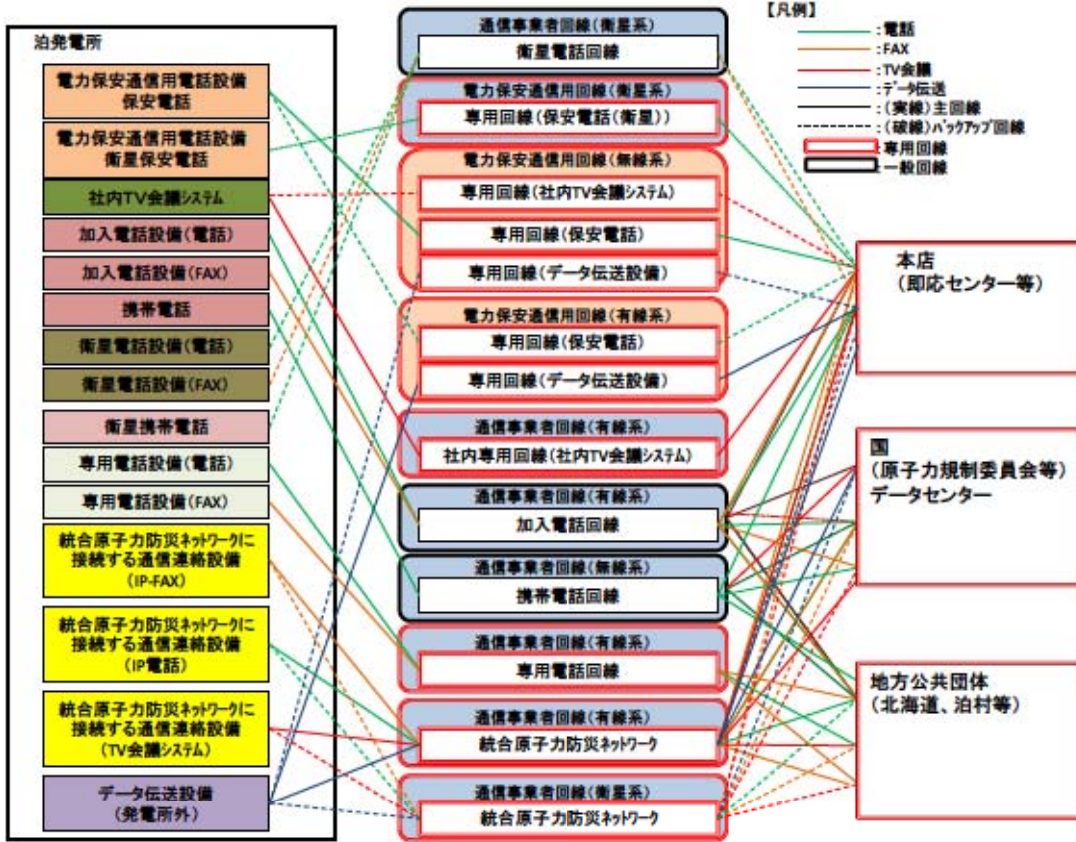 泊発電所
電力保安通信用電話設備
保安電話
電力保安通信用電話設備
衛星保安電話
社内TV会議システム
加入電話設備(電話)
加入電話設備(FAX)
携帯電話
衛星電話設備(電話)
衛星電話設備(FAX)
衛星携帯電話
専用電話設備(電話)
専用電話設備(FAX)
統合原子力防災ネットワークに
接続する通信連絡設備
(IP-FAX)
統合原子力防災ネットワークに
接続する通信連絡設備
(IP電話)
統合原子力防災ネットワークに
接続する通信連絡設備
(TV会議システム)
データ伝送設備
(発電所外)
通信事業者回線(衛星系)
衛星電話回線
電力保安通信用回線(衛星系)
専用回線(保安電話(衛星))
電力保安通信用回線(無線系)
専用回線(社内TV会議システム)
専用回線(保安電話)
専用回線(データ伝送設備)
電力保安通信用回線(有線系)
専用回線(保安電話)
専用回線(データ伝送設備)
通信事業者回線(有線系)
社内専用回線(社内TV会議システム)
通信事業者回線(有線系)
加入電話回線
通信事業者回線(無線系)
携帯電話回線
通信事業者回線(有線系)
専用電話回線
通信事業者回線(有線系)
統合原子力防災ネットワーク
通信事業者回線(衛星系)
統合原子力防災ネットワーク
【凡例】
:電話
:FAX
:TV会議
:データ伝送
:(実線)主回線
:(破線)バックアップ回線
:専用回線
:一般回線
本店
(即応センター等)
国
(原子力規制委員会等)
データセンター
地方公共団体
(北海道、泊村等)